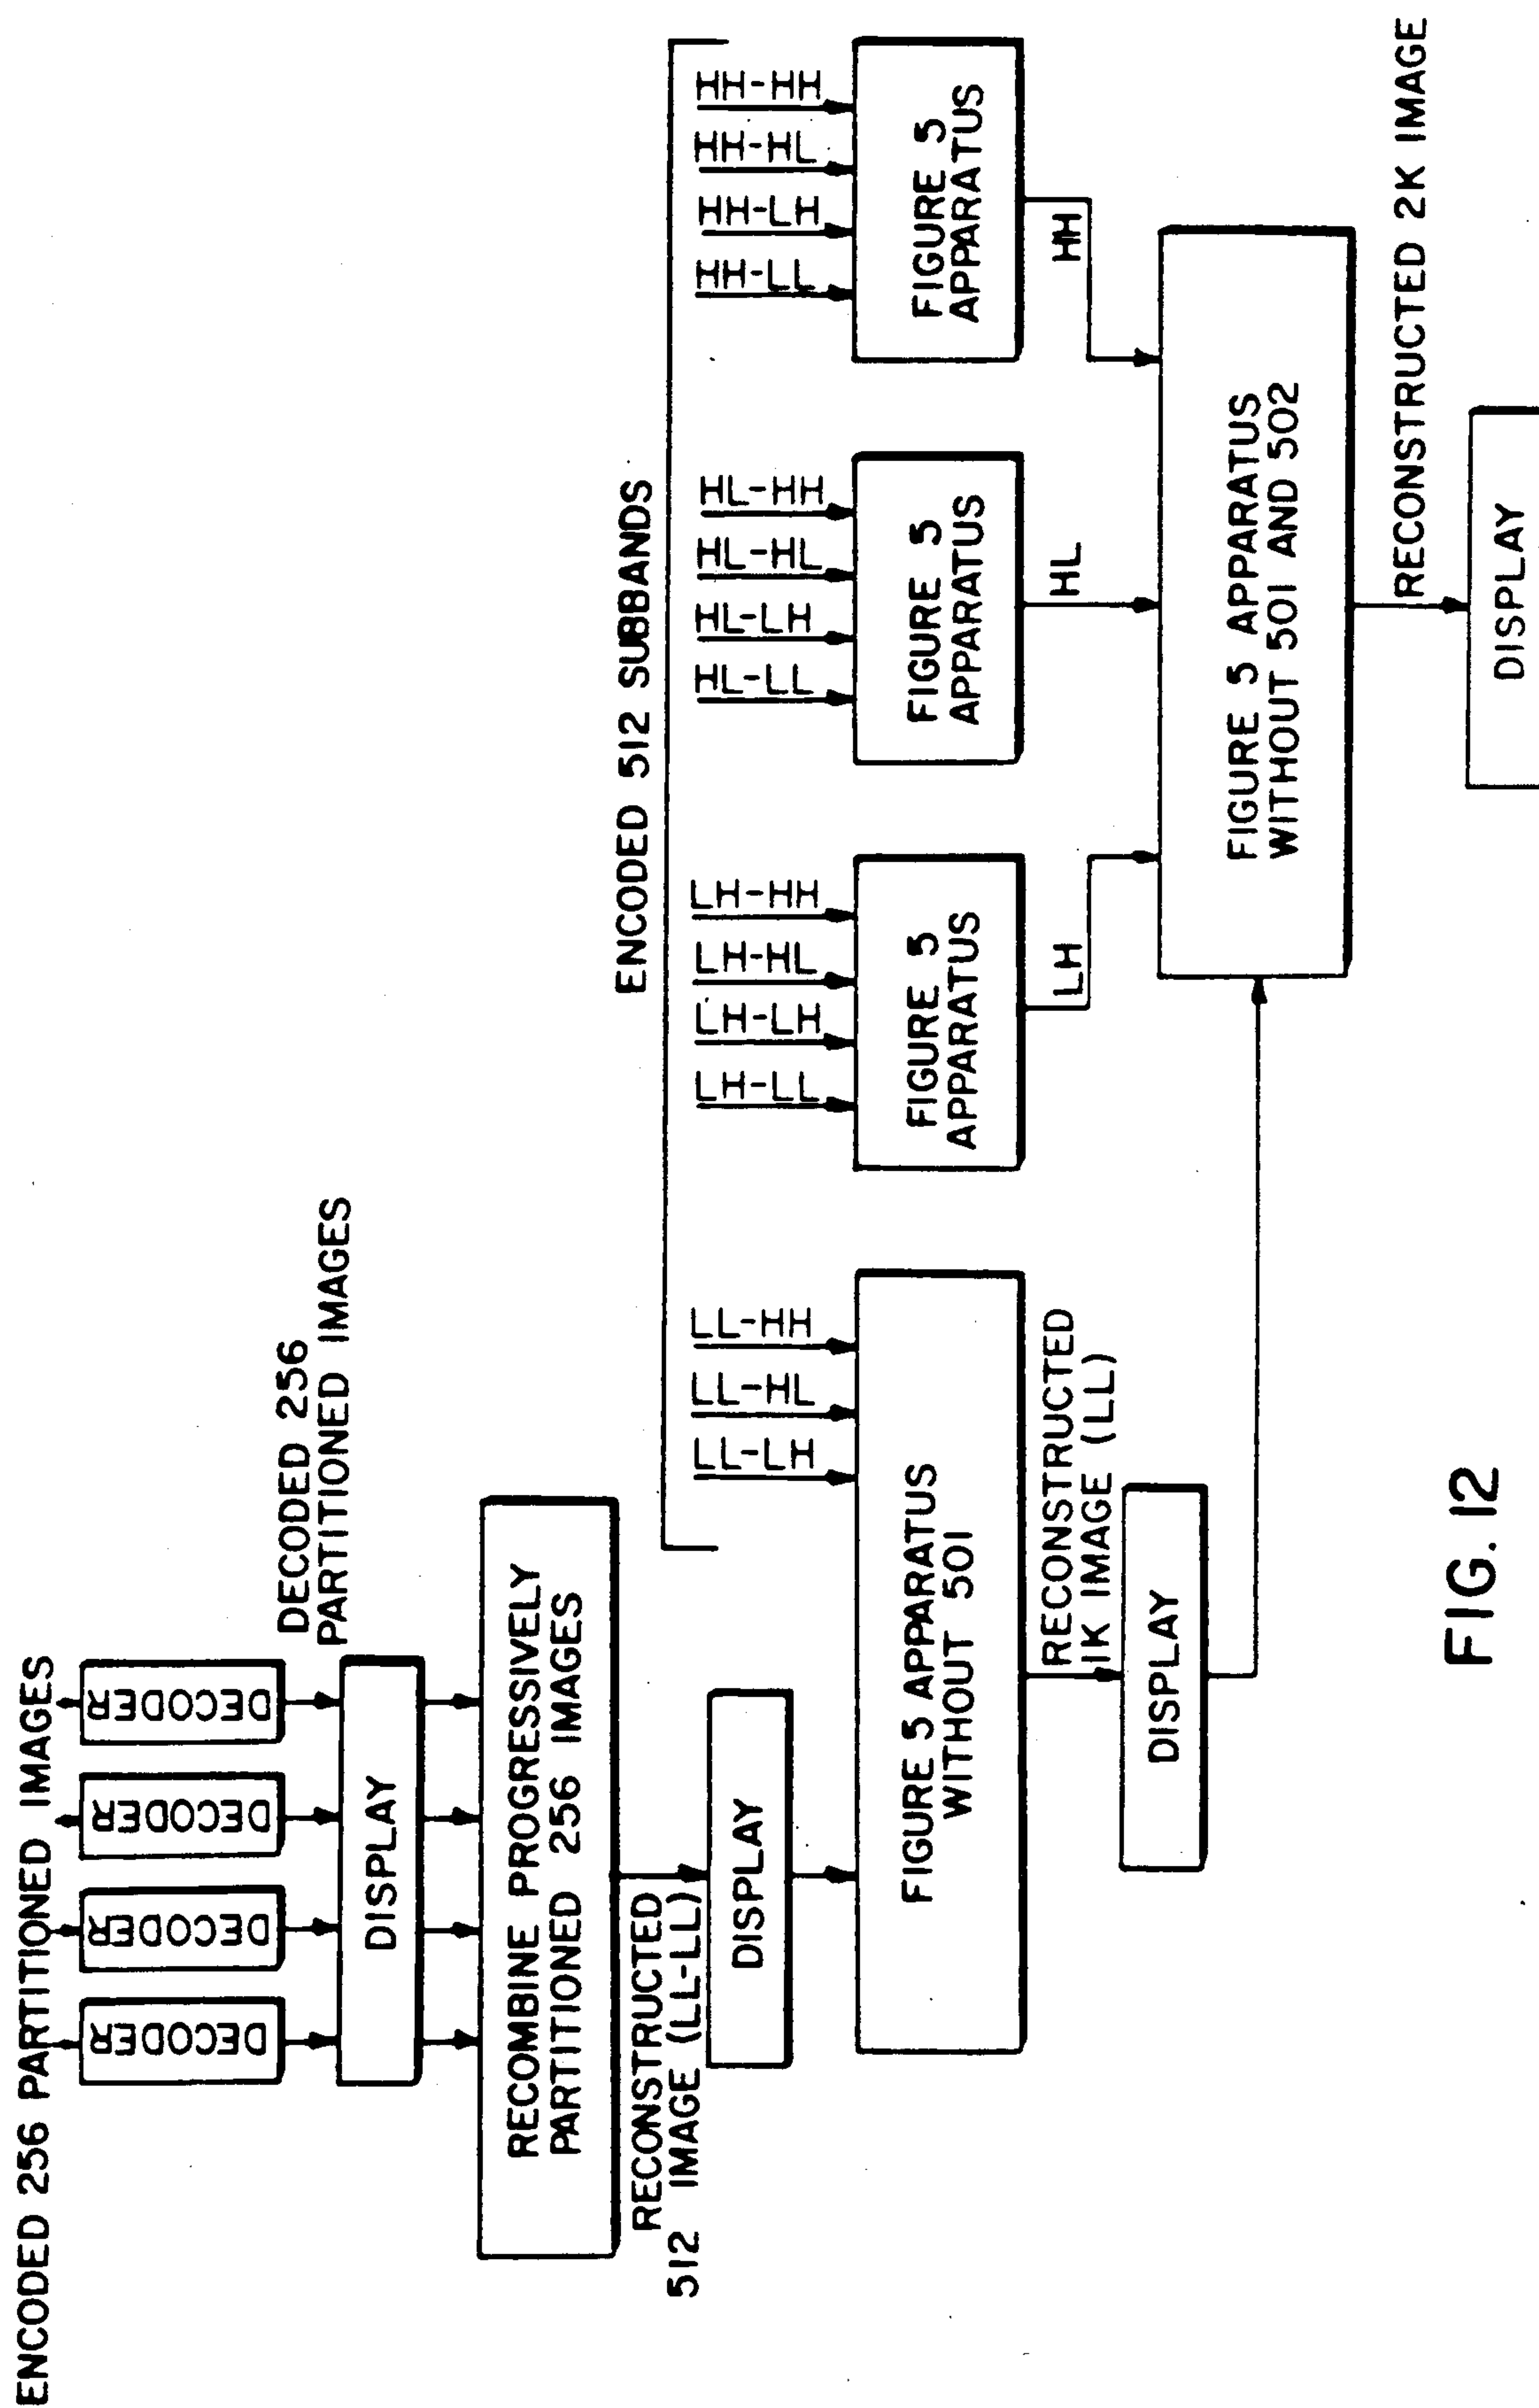 ENCODED 256 PARTITIONED IMAGES
DECODER
DECODER
DECODER
DECODER
DECODED 256
PARTITIONED IMAGES
DISPLAY
RECOMBINE PROGRESSIVELY
PARTITIONED 256 IMAGES
RECONSTRUCTED
512 IMAGE (LL-LL)
DISPLAY
ENCODED 512 SUBBANDS
LL-LH
LL-HL
LL-HH
LH-LL
LH-LH
LH-HL
LH-HH
HL-LL
HL-LH
HL-HL
HL-HH
HH-LL
HH-LH
HH-HL
HH-HH
FIGURE 5 APPARATUS
WITHOUT 501
FIGURE 5
APPARATUS
FIGURE 5
APPARATUS
FIGURE 5
APPARATUS
RECONSTRUCTED
1K IMAGE (LL)
LH
HL
HH
DISPLAY
FIGURE 5 APPARATUS
WITHOUT 501 AND 502
RECONSTRUCTED 2K IMAGE
DISPLAY
FIG. 12